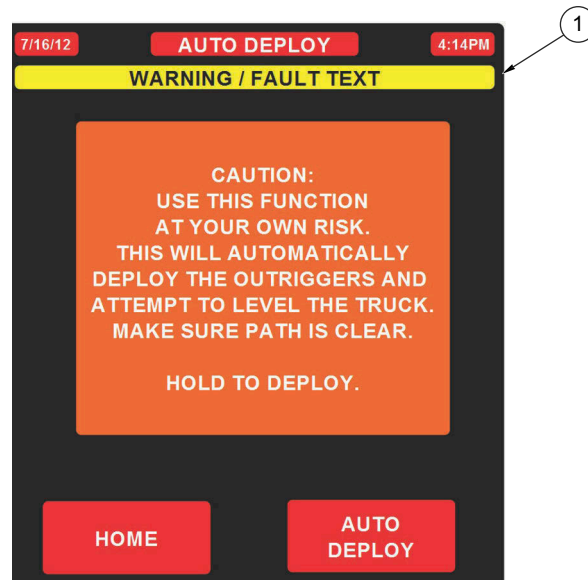 1
7/16/12 AUTO DEPLOY 4:14PM
WARNING / FAULT TEXT
CAUTION:
USE THIS FUNCTION
AT YOUR OWN RISK.
THIS WILL AUTOMATICALLY
DEPLOY THE OUTRIGGERS AND
ATTEMPT TO LEVEL THE TRUCK.
MAKE SURE PATH IS CLEAR.
HOLD TO DEPLOY.
HOME
AUTO
DEPLOY